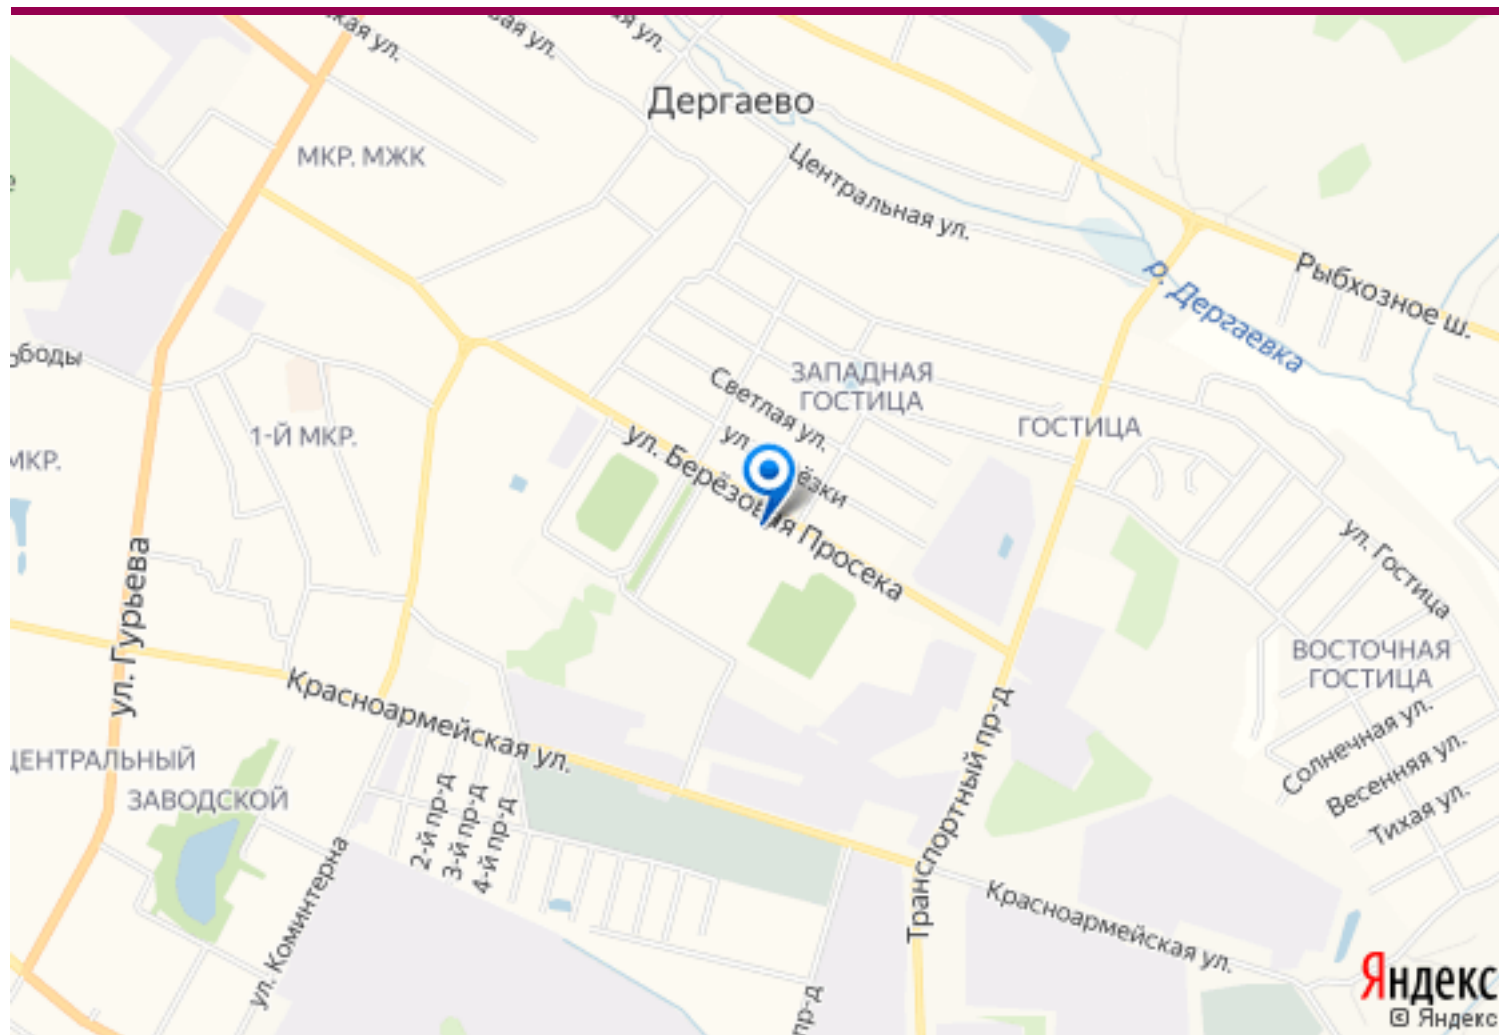 Дергаево
МКР. МЖК
Центральная ул.
Рыбхозное ш.
р. Дергаевка
ободы
ЗАПАДНАЯ
ГОСТИЦА
Светлая ул.
ГОСТИЦА
1-Й МКР.
МКР.
ул.
ёзки
ул. Берёзовая Просека
ул. Гостица
ул. Гурьева
ВОСТОЧНАЯ
ГОСТИЦА
Красноармейская ул.
Транспортный пр-д
Солнечная ул.
Весенняя ул.
Тихая ул.
ЦЕНТРАЛЬНЫЙ
ЗАВОДСКОЙ
2-й пр-д
3-й пр-д
4-й пр-д
ул. Коминтерна
Красноармейская ул.
пр-д
Яндекс
© Яндекс